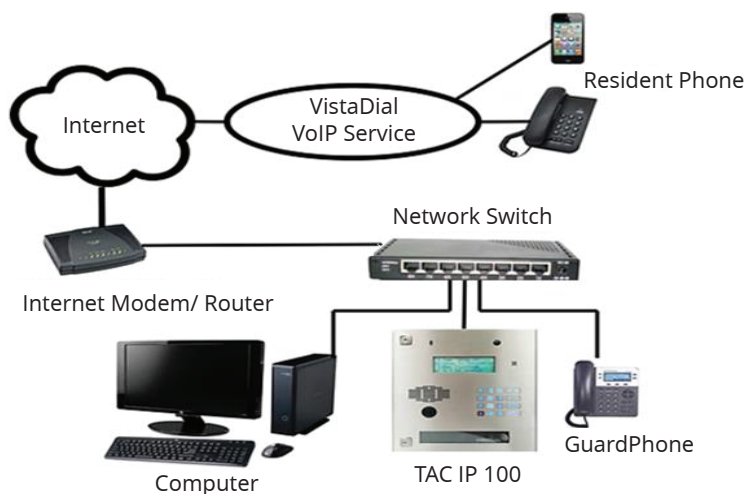 Resident Phone
VistaDial
VoIP Service
Internet
Network Switch
Internet Modem/ Router
GuardPhone
TAC IP 100
Computer